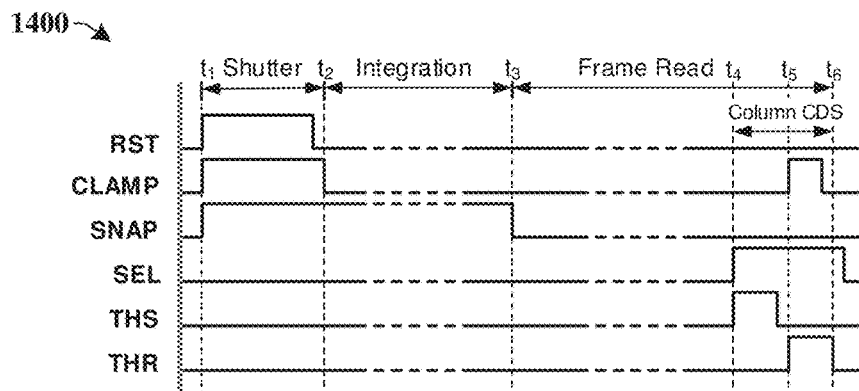 1400
t1 Shutter t2 Integration t3 Frame Read t4 t5 t6
Column CDS
RST
CLAMP
SNAP
SEL
THS
THR